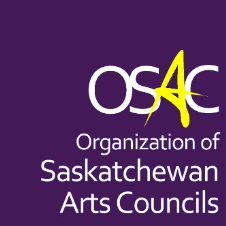 OSAC
Organization of
Saskatchewan
Arts Councils